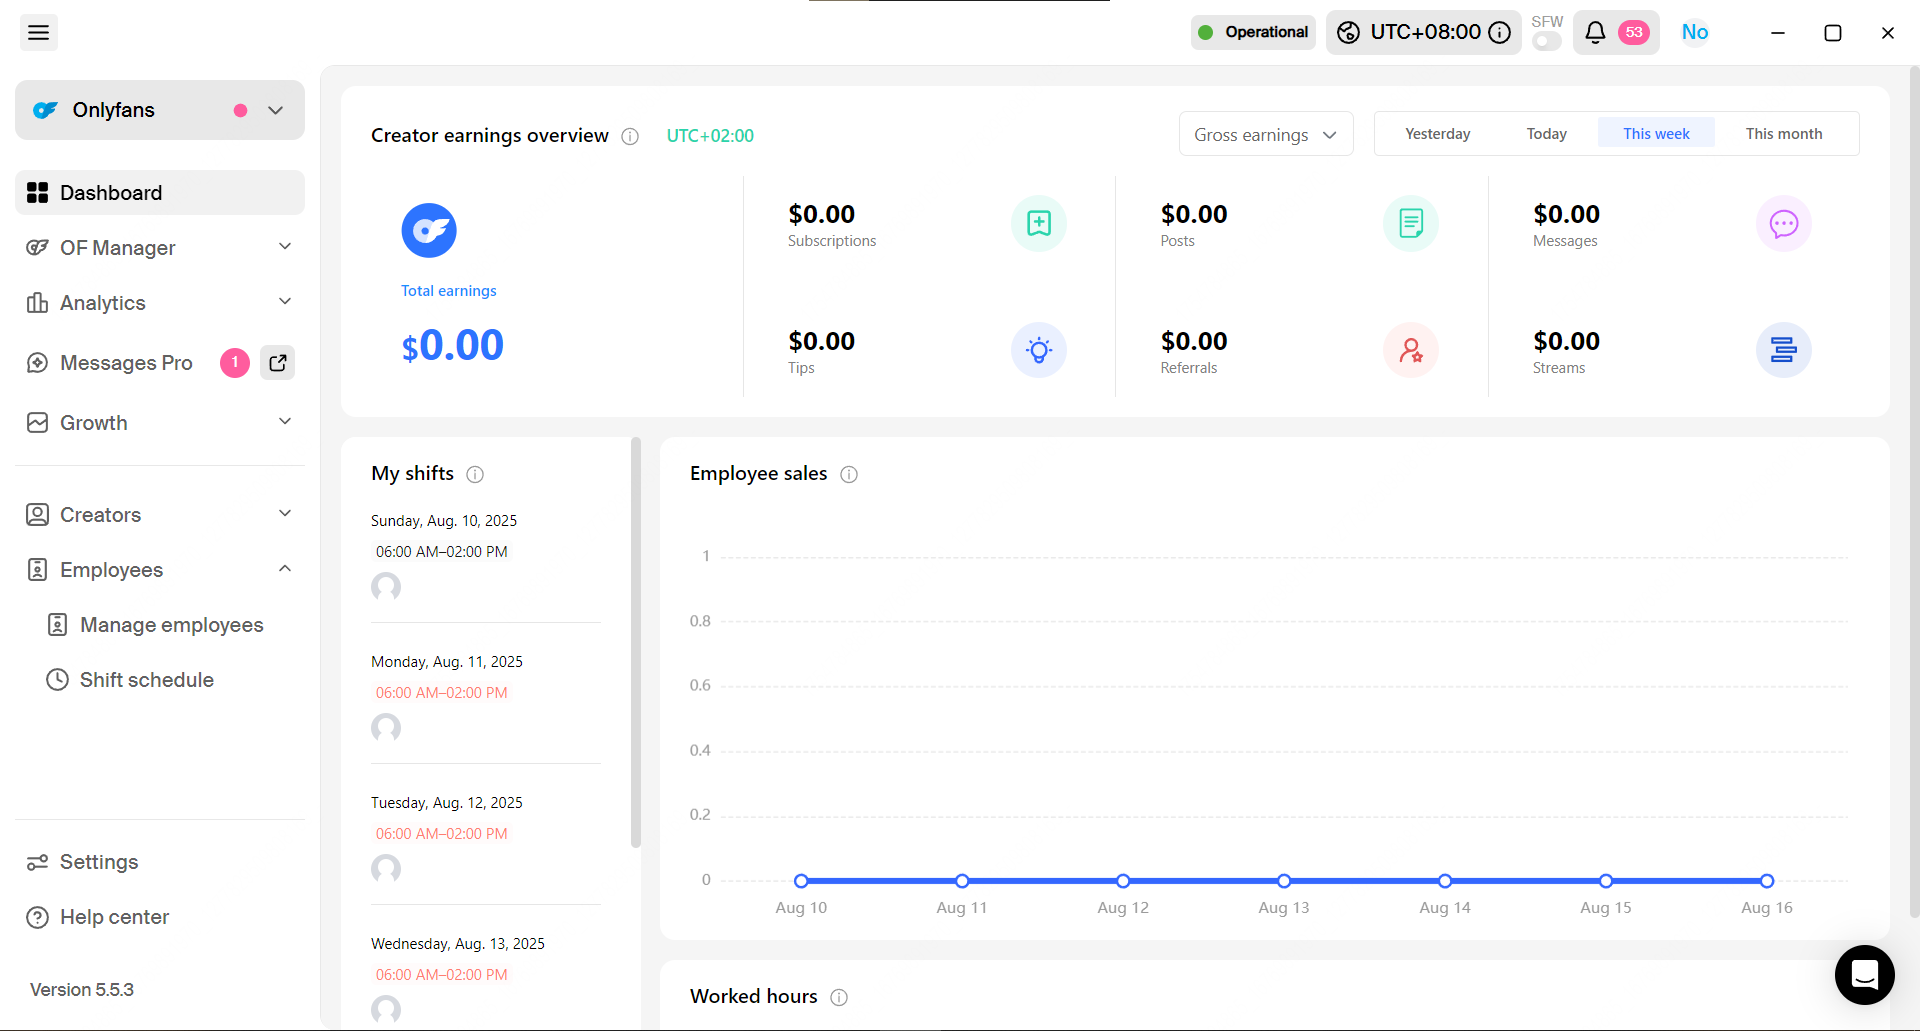 Operational
UTC+08:00
SFW
53
No
Onlyfans
Dashboard
OF Manager
Analytics
Messages Pro
1
Growth
Creators
Employees
Manage employees
Shift schedule
Settings
Help center
Version 5.5.3
Creator earnings overview
UTC+02:00
Gross earnings
Yesterday
Today
This week
This month
Total earnings
$0.00
$0.00
Subscriptions
$0.00
Posts
$0.00
Messages
$0.00
Tips
$0.00
Referrals
$0.00
Streams
My shifts
Sunday, Aug. 10, 2025
06:00 AM–02:00 PM
Monday, Aug. 11, 2025
06:00 AM–02:00 PM
Tuesday, Aug. 12, 2025
06:00 AM–02:00 PM
Wednesday, Aug. 13, 2025
06:00 AM–02:00 PM
Employee sales
1
0.8
0.6
0.4
0.2
0
Aug 10
Aug 11
Aug 12
Aug 13
Aug 14
Aug 15
Aug 16
Worked hours